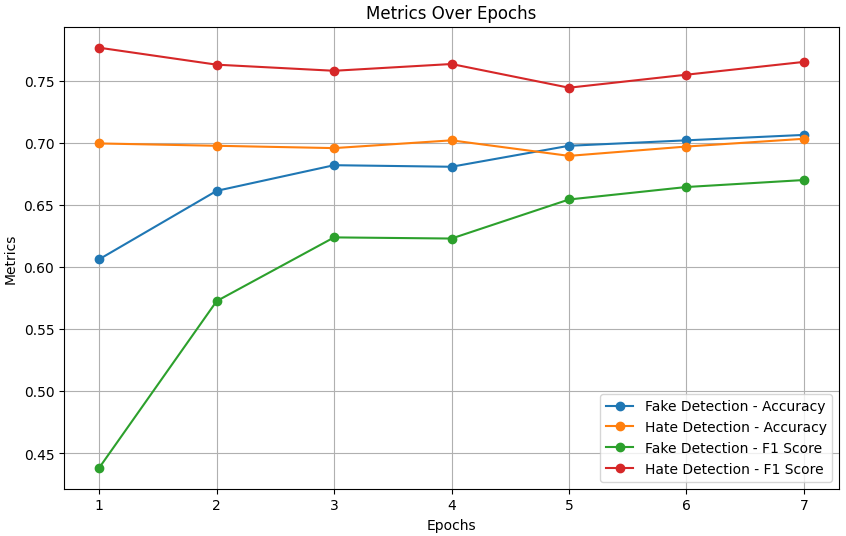 Metrics Over Epochs
Metrics
0.75
0.70
0.65
0.60
0.55
0.50
0.45
Fake Detection - Accuracy
Hate Detection - Accuracy
Fake Detection - F1 Score
Hate Detection - F1 Score
1 2 3 4 5 6 7
Epochs